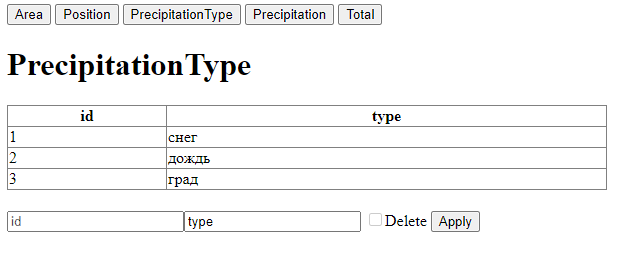 Area Position PrecipitationType Precipitation Total
PrecipitationType
id type
1 снег
2 дождь
3 град
id type Delete Apply